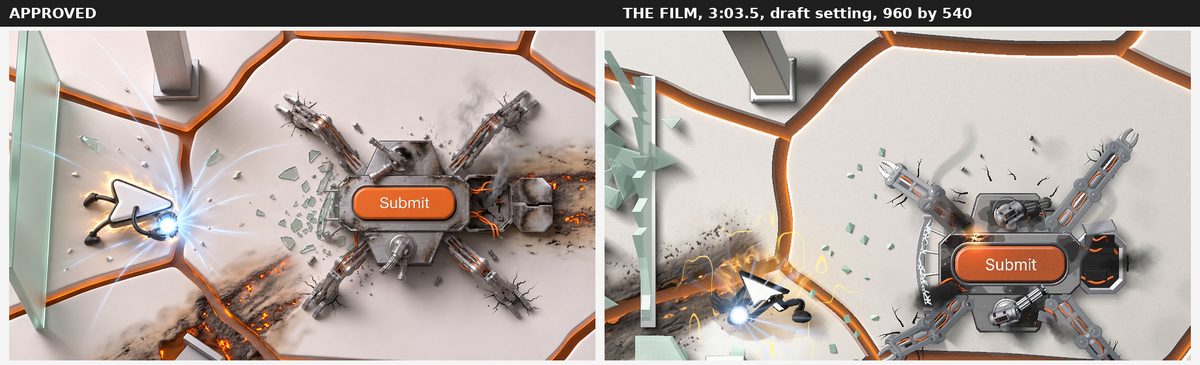 APPROVED
THE FILM, 3:03.5, draft setting, 960 by 540
Submit
Submit